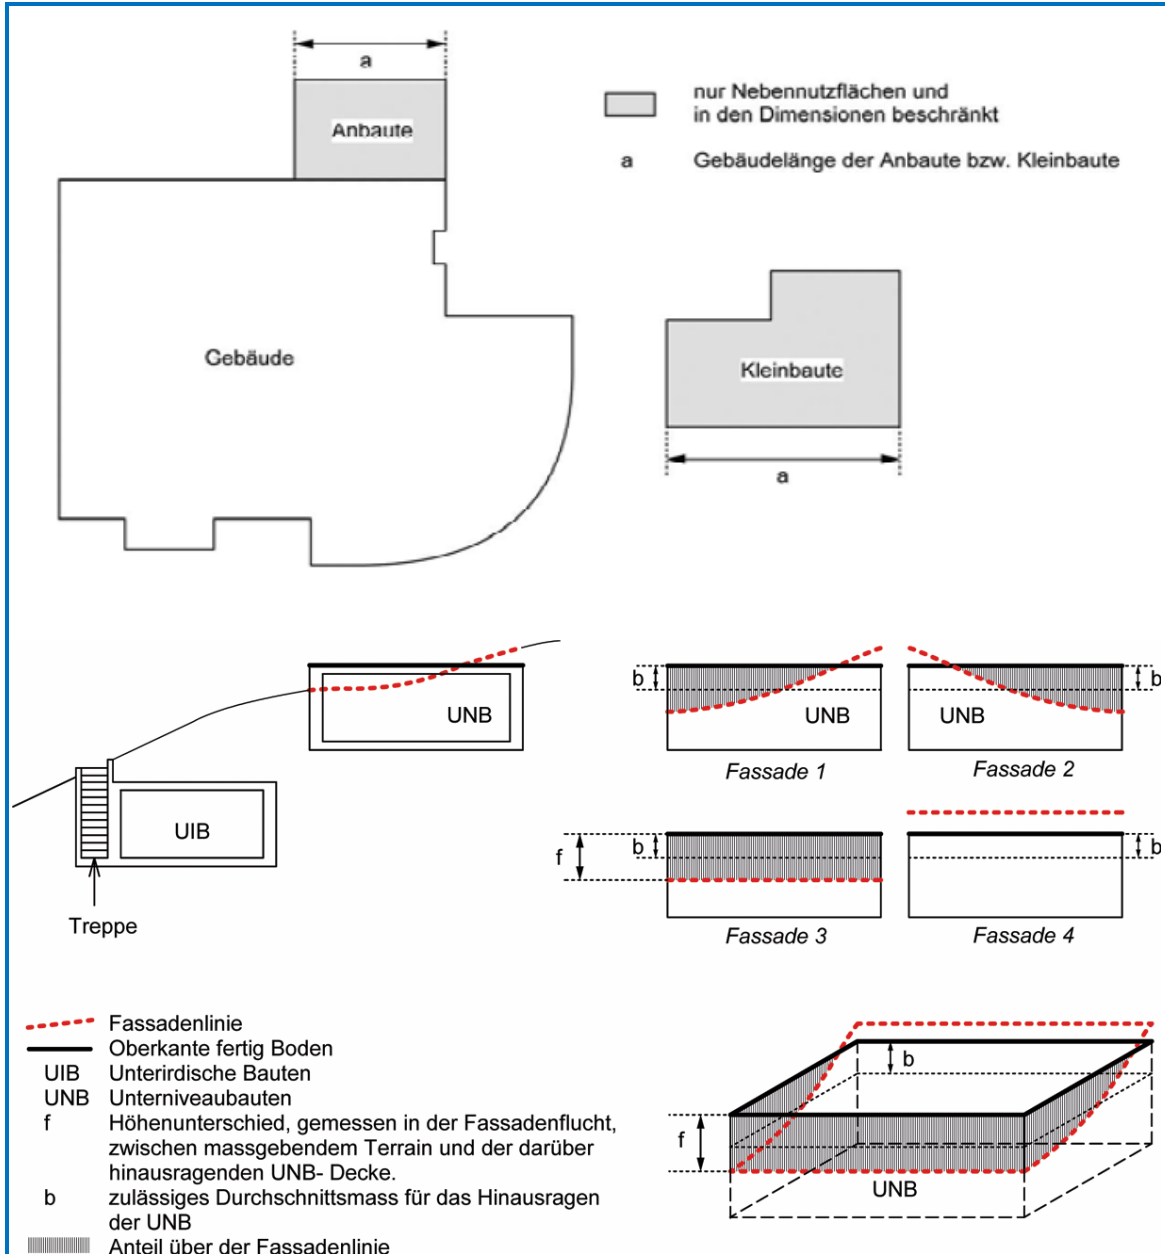 a
Anbaute
nur Nebennutzflächen und
in den Dimensionen beschränkt
a Gebäudelänge der Anbaute bzw. Kleinbaute
Gebäude
Kleinbaute
a
UNB
UIB
Treppe
b
UNB
Fassade 1
UNB
b
Fassade 2
f
b
Fassade 3
b
Fassade 4
Fassadenlinie
Oberkante fertig Boden
UIB Unterirdische Bauten
UNB Unterniveaubauten
f Höhenunterschied, gemessen in der Fassadenflucht,
zwischen massgebendem Terrain und der darüber
hinausragenden UNB- Decke.
b zulässiges Durchschnittsmass für das Hinausragen
der UNB
Anteil über der Fassadenlinie
b
f
UNB